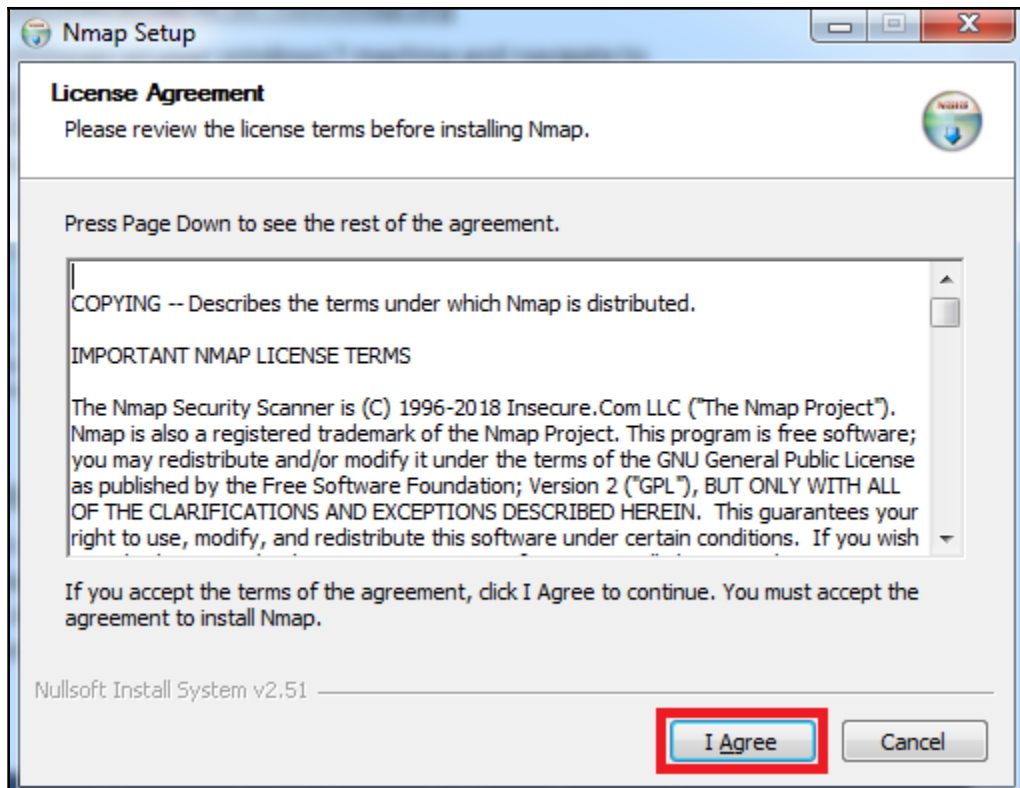 Nmap Setup
License Agreement
Please review the license terms before installing Nmap.
Press Page Down to see the rest of the agreement.
COPYING -- Describes the terms under which Nmap is distributed.
IMPORTANT NMAP LICENSE TERMS
The Nmap Security Scanner is (C) 1996-2018 Insecure.Com LLC ("The Nmap Project").
Nmap is also a registered trademark of the Nmap Project. This program is free software;
you may redistribute and/or modify it under the terms of the GNU General Public License
as published by the Free Software Foundation; Version 2 ("GPL"), BUT ONLY WITH ALL
OF THE CLARIFICATIONS AND EXCEPTIONS DESCRIBED HEREIN.  This guarantees your
right to use, modify, and redistribute this software under certain conditions.  If you wish
If you accept the terms of the agreement, click I Agree to continue. You must accept the
agreement to install Nmap.
Nullsoft Install System v2.51
I Agree
Cancel